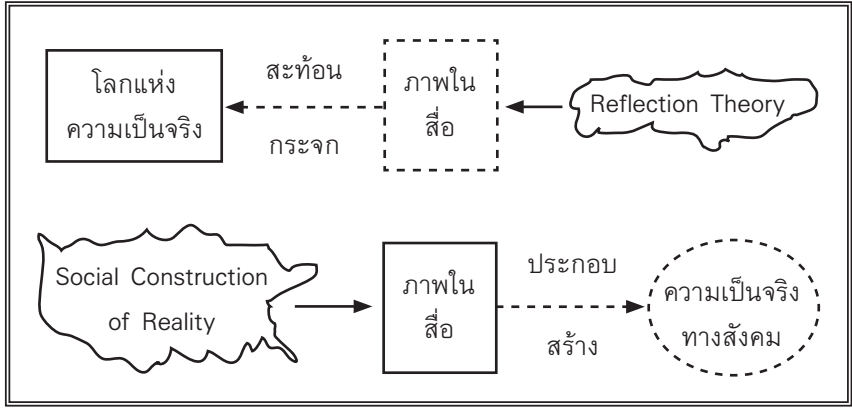 โลกแห่ง
ความเป็นจริง
สะท้อน
กระจก
ภาพใน
สื่อ
Reflection Theory
Social Construction
of Reality
ภาพใน
สื่อ
ประกอบ
สร้าง
ความเป็นจริง
ทางสังคม